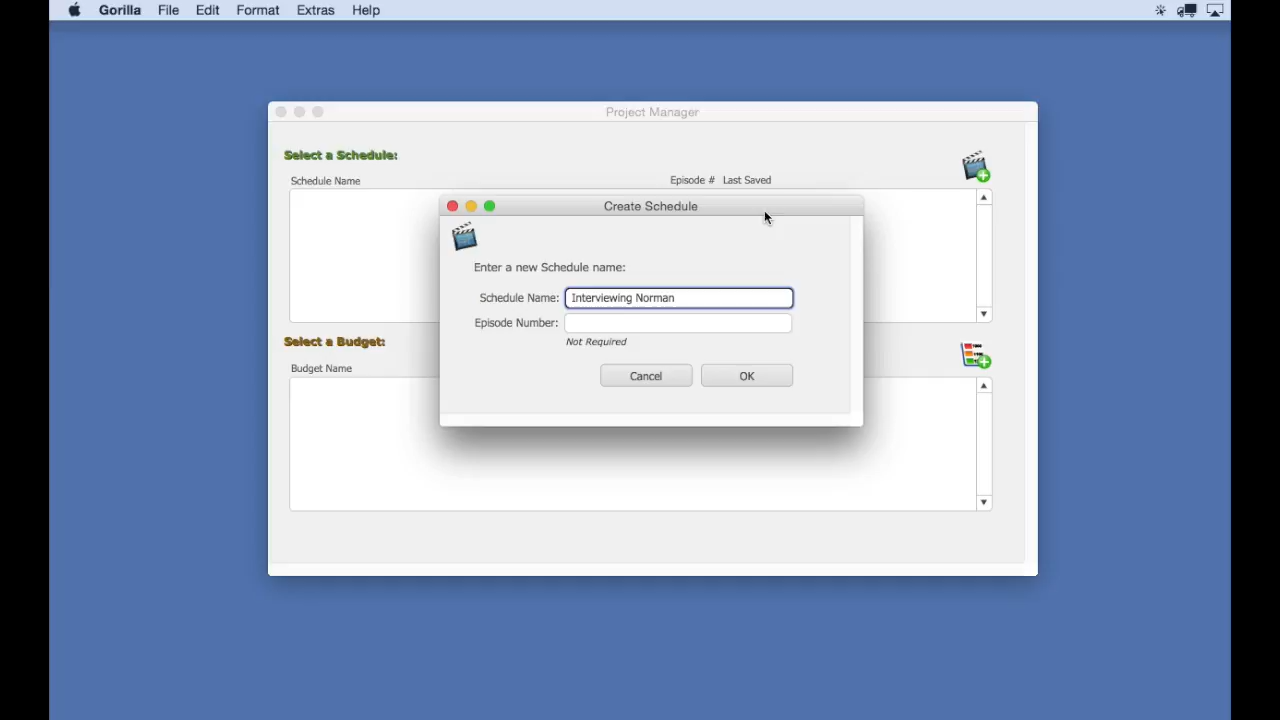 Gorilla File Edit Format Extras Help
Project Manager
Select a Schedule:
Schedule Name Episode # Last Saved
Create Schedule
Enter a new Schedule name:
Schedule Name: Interviewing Norman
Episode Number:
Not Required
Cancel OK
Select a Budget:
Budget Name